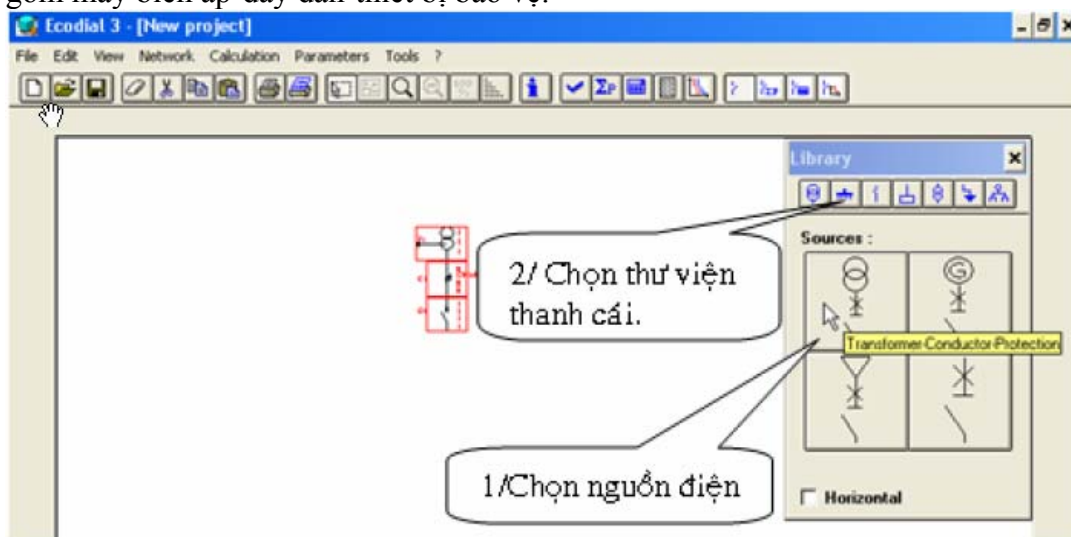 gồm máy biến áp-dây dẫn-thiết bị bảo vệ.
Ecodial 3 - [New project]
File Edit View Network Calculation Parameters Tools ?
Library
Sources :
2/ Chọn thư viện
thanh cái.
Transformer-Conductor-Protection
1/Chọn nguồn điện
Horizontal